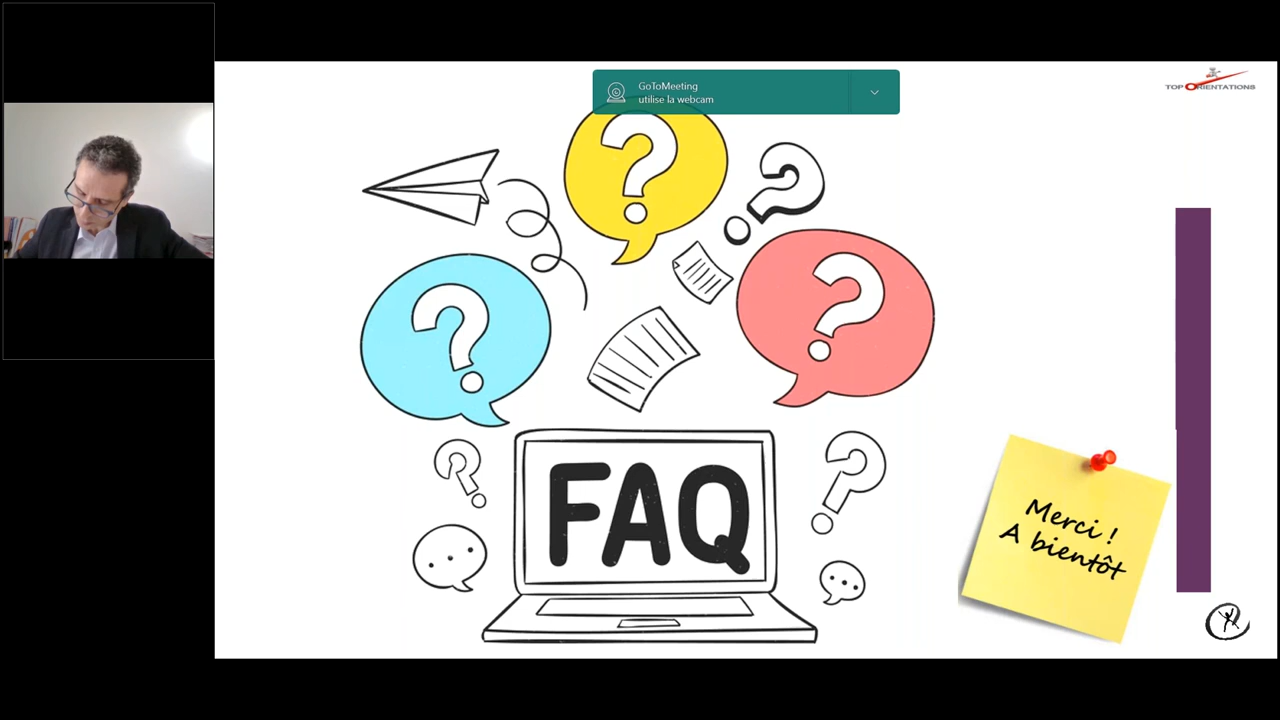 GoToMeeting
utilise la webcam
TOP ORIENTATIONS
FAQ
Merci !
A bientôt